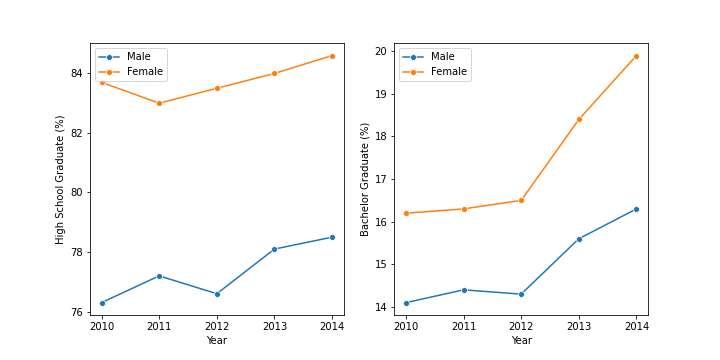 Male
Female
84
82
80
78
76
High School Graduate (%)
2010 2011 2012 2013 2014
Year
Male
Female
20
19
18
17
16
15
14
Bachelor Graduate (%)
2010 2011 2012 2013 2014
Year